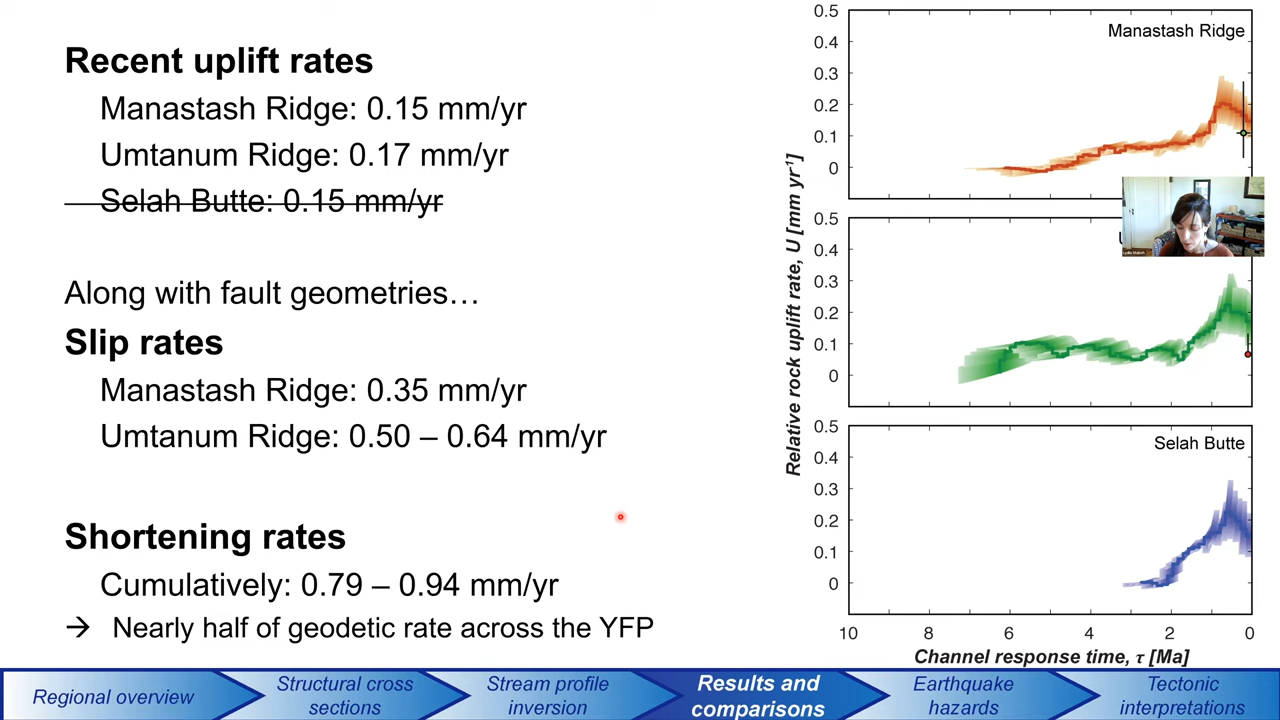 Recent uplift rates
Manastash Ridge: 0.15 mm/yr
Umtanum Ridge: 0.17 mm/yr
Selah Butte: 0.15 mm/yr
Along with fault geometries…
Slip rates
Manastash Ridge: 0.35 mm/yr
Umtanum Ridge: 0.50 – 0.64 mm/yr
Shortening rates
Cumulatively: 0.79 – 0.94 mm/yr
→ Nearly half of geodetic rate across the YFP
Relative rock uplift rate, U [mm yr⁻¹]
0.5
0.4
0.3
0.2
0.1
0
Manastash Ridge
0.5
0.4
0.3
0.2
0.1
0
0.5
0.4
0.3
0.2
0.1
0
Selah Butte
10 8 6 4 2 0
Channel response time, τ [Ma]
Regional overview
Structural cross
sections
Stream profile
inversion
Results and
comparisons
Earthquake
hazards
Tectonic
interpretations